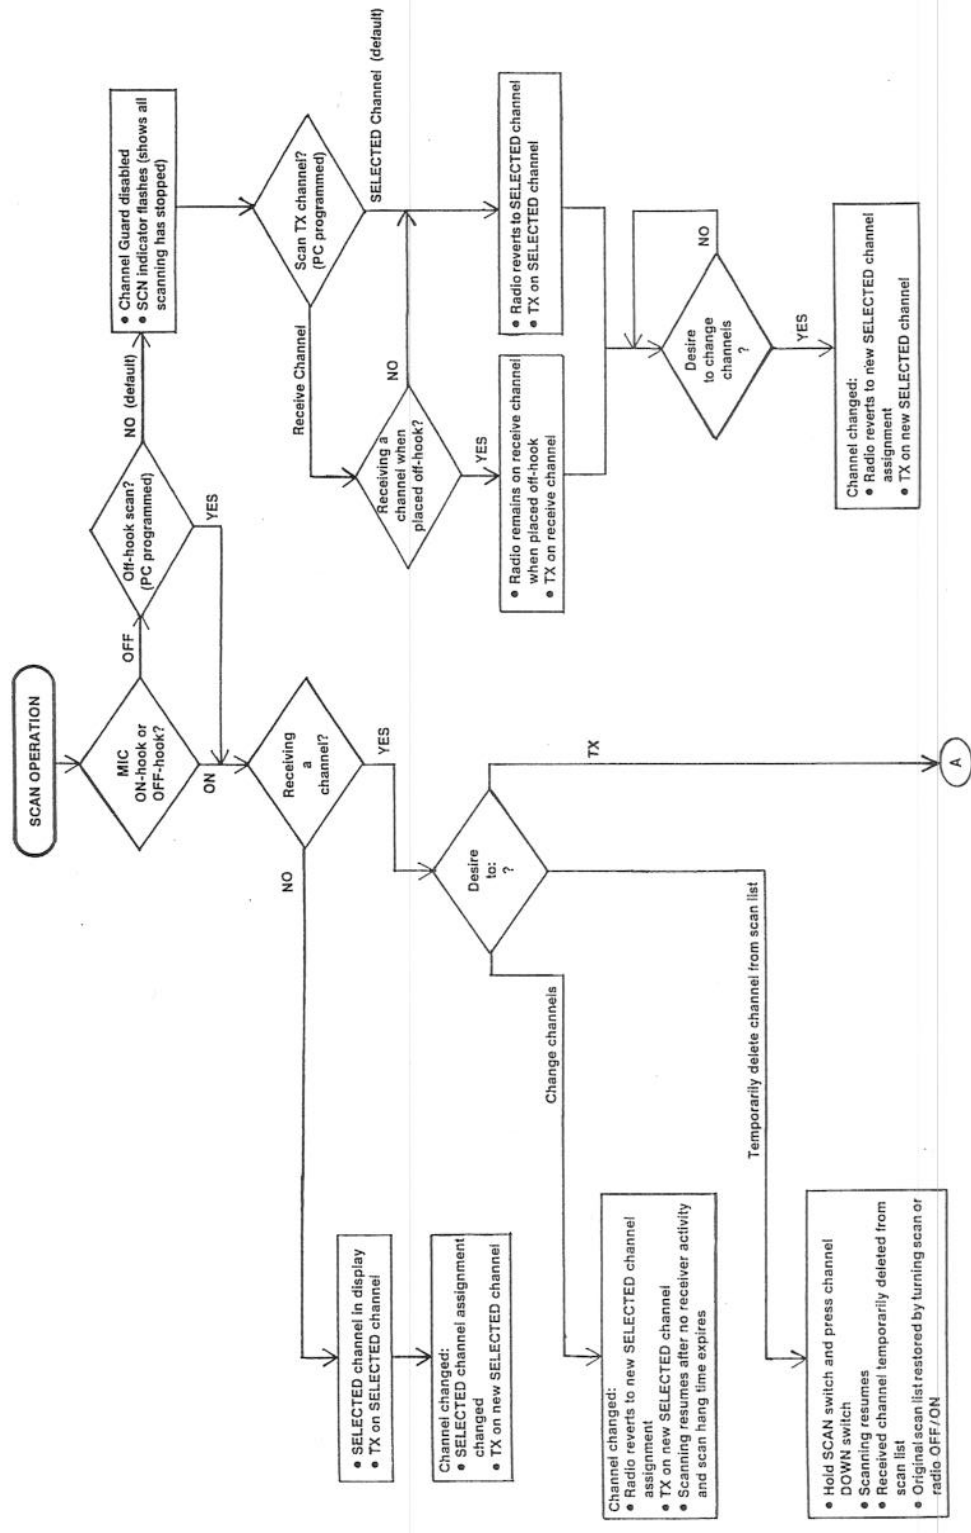 SCAN OPERATION
MIC
ON-hook or
OFF-hook?
OFF
ON
Off-hook scan?
(PC programmed)
NO (default)
YES
• Channel Guard disabled
• SCN indicator flashes (shows all
scanning has stopped)
Scan TX channel?
(PC programmed)
SELECTED Channel (default)
Receive Channel
Receiving a
channel when
placed off-hook?
NO
YES
• Radio reverts to SELECTED channel
• TX on SELECTED channel
• Radio remains on receive channel
when placed off-hook
• TX on receive channel
Desire
to change
channels
?
NO
YES
Channel changed:
• Radio reverts to new SELECTED channel
assignment
• TX on new SELECTED channel
Receiving
a
channel?
NO
YES
• SELECTED channel in display
• TX on SELECTED channel
Channel changed:
• SELECTED channel assignment
changed
• TX on new SELECTED channel
Desire
to:
?
TX
A
Change channels
Channel changed:
• Radio reverts to new SELECTED channel
assignment
• TX on new SELECTED channel
• Scanning resumes after no receiver activity
and scan hang time expires
Temporarily delete channel from scan list
• Hold SCAN switch and press channel
DOWN switch
• Scanning resumes
• Received channel temporarily deleted from
scan list
• Original scan list restored by turning scan or
radio OFF/ON